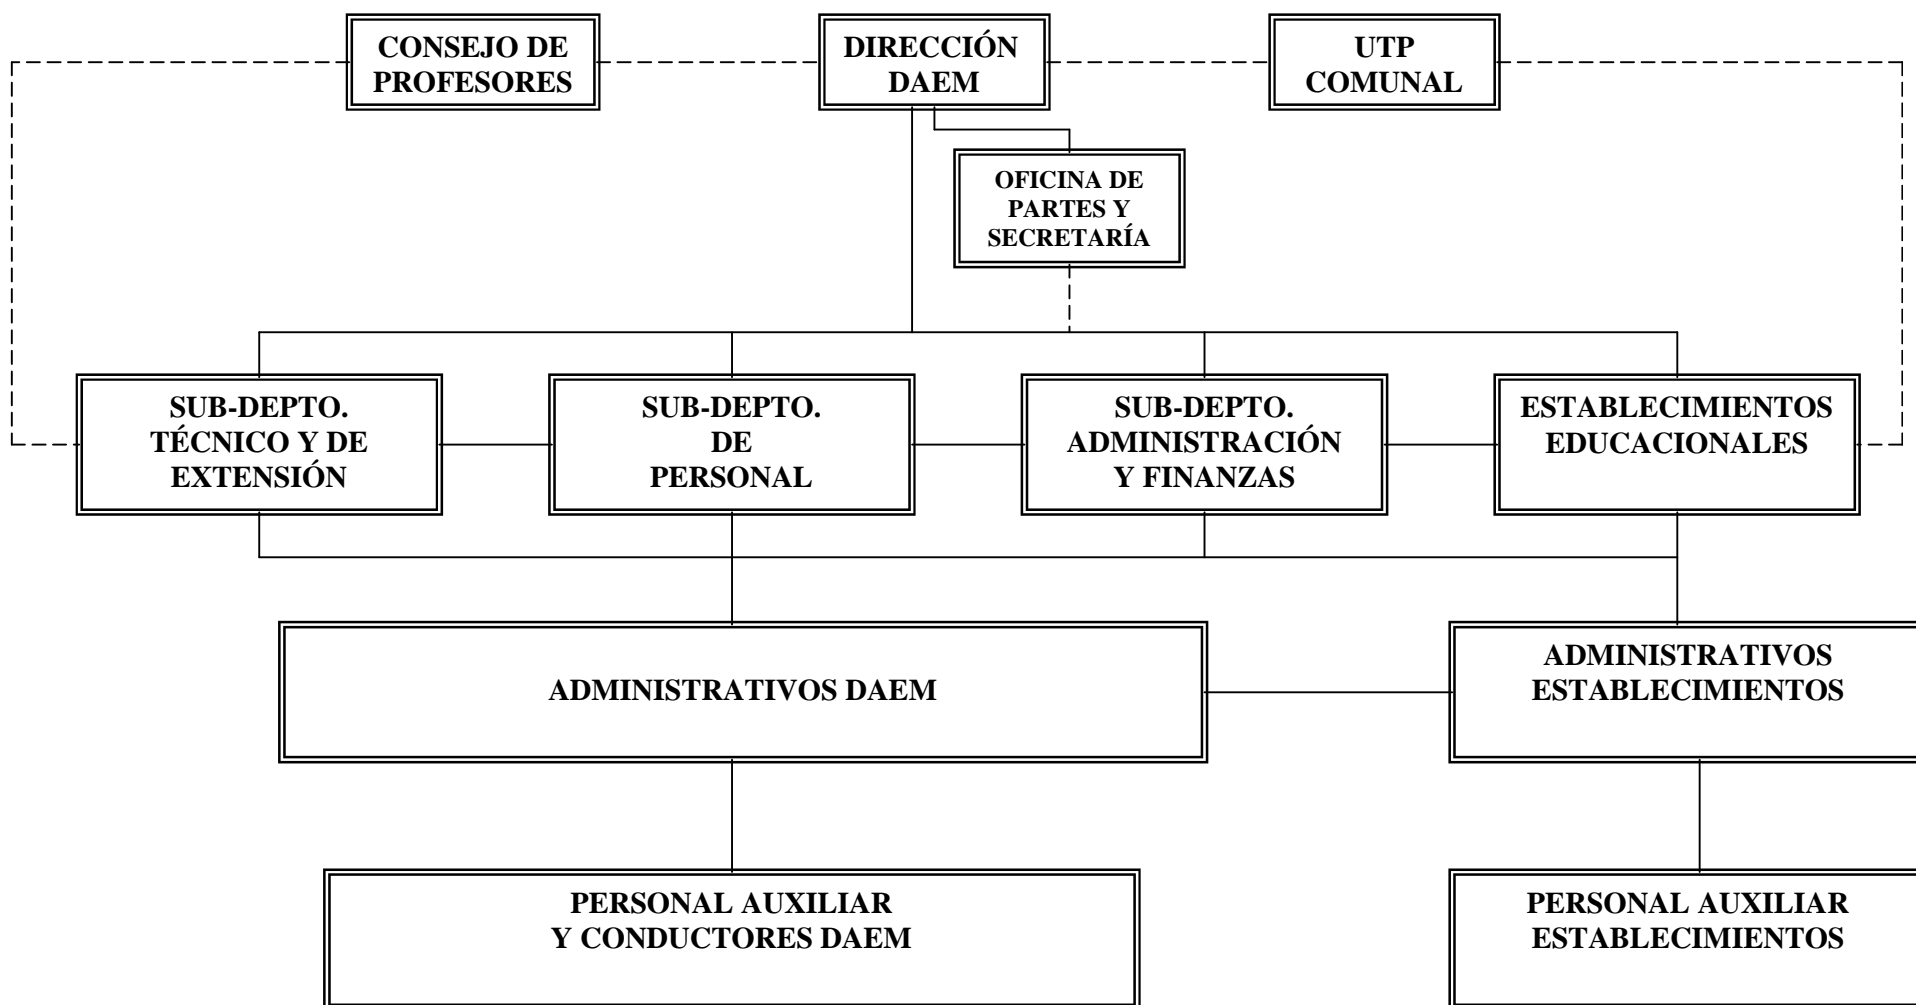 CONSEJO DE
PROFESORES
DIRECCIÓN
DAEM
UTP
COMUNAL
OFICINA DE
PARTES Y
SECRETARÍA
SUB-DEPTO.
TÉCNICO Y DE
EXTENSIÓN
SUB-DEPTO.
DE
PERSONAL
SUB-DEPTO.
ADMINISTRACIÓN
Y FINANZAS
ESTABLECIMIENTOS
EDUCACIONALES
ADMINISTRATIVOS DAEM
ADMINISTRATIVOS
ESTABLECIMIENTOS
PERSONAL AUXILIAR
Y CONDUCTORES DAEM
PERSONAL AUXILIAR
ESTABLECIMIENTOS